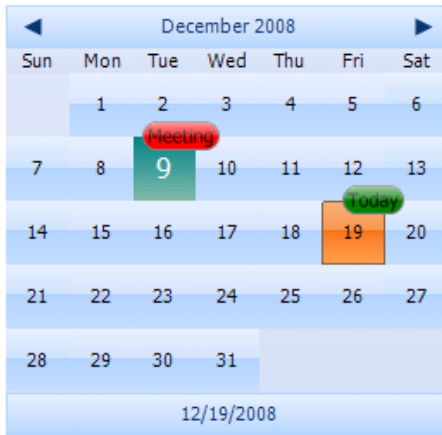 December 2008
Sun Mon Tue Wed Thu Fri Sat
1 2 3 4 5 6
Meeting
7 8 9 10 11 12 13
Today
14 15 16 17 18 19 20
21 22 23 24 25 26 27
28 29 30 31
12/19/2008